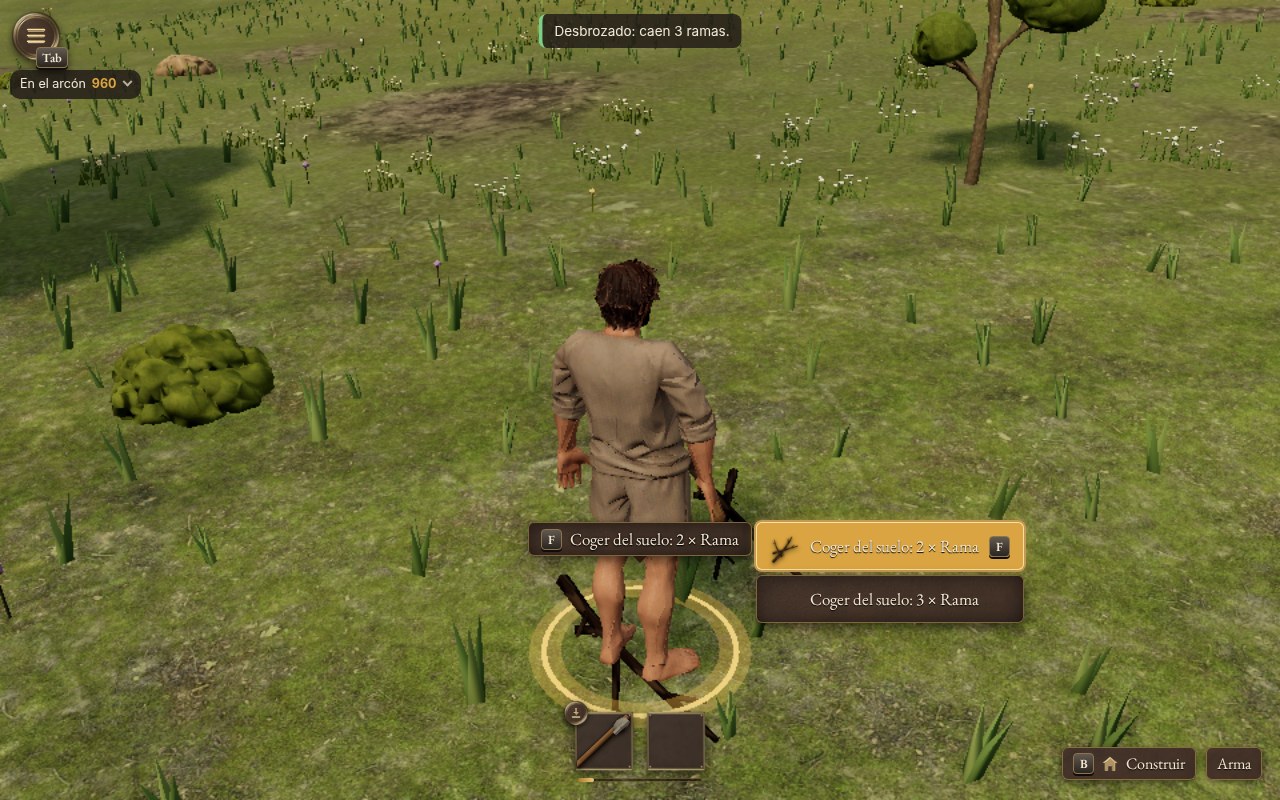 Desbrozado: caen 3 ramas.
Tab
En el arcón 960
F Coger del suelo: 2 × Rama
Coger del suelo: 2 × Rama F
Coger del suelo: 3 × Rama
B Construir
Arma